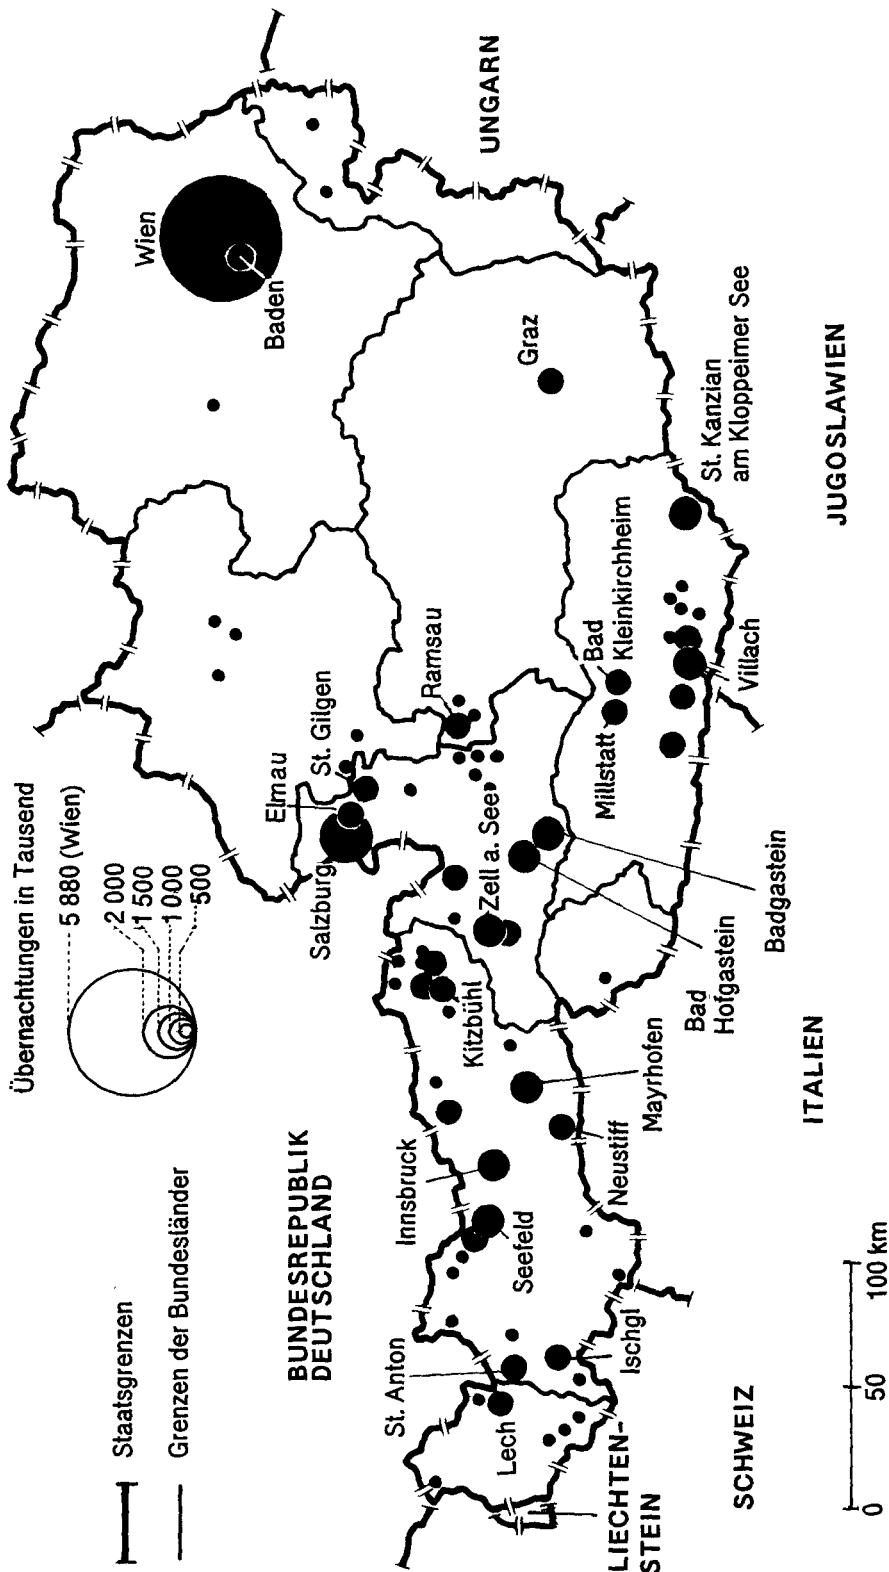 Staatsgrenzen
Grenzen der Bundesländer
Übernachtungen in Tausend
5 880 (Wien)
2 000
1 500
1 000
500
BUNDESREPUBLIK
DEUTSCHLAND
Wien
Baden
UNGARN
Graz
St. Kanzian
am Kloppeimer See
JUGOSLAWIEN
Elmau
St. Gilgen
Salzburg
Ramsau
Zell a. See
Bad
Kleinkirchheim
Millstatt
Villach
Badgastein
Bad
Hofgastein
Kitzbühl
Mayrhofen
Innsbruck
Neustiff
Seefeld
St. Anton
Ischgl
Lech
LIECHTEN-
STEIN
SCHWEIZ
ITALIEN
0 50 100 km